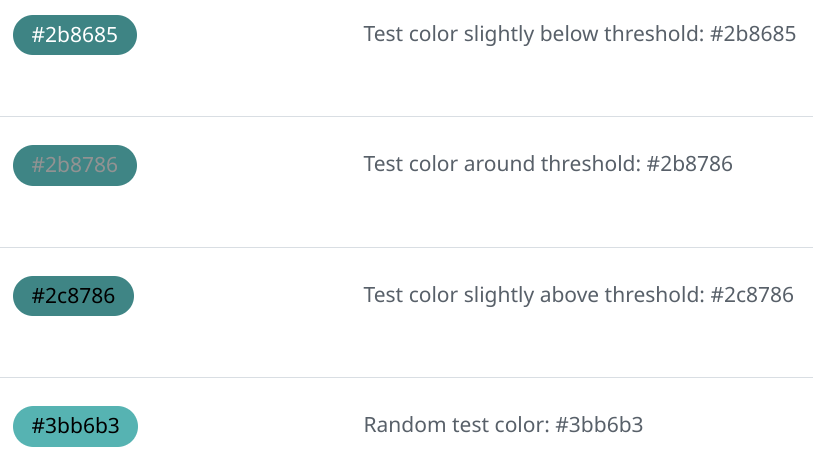 #2b8685
Test color slightly below threshold: #2b8685
#2b8786
Test color around threshold: #2b8786
#2c8786
Test color slightly above threshold: #2c8786
#3bb6b3
Random test color: #3bb6b3